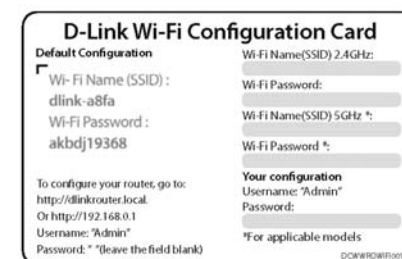 D-Link Wi-Fi Configuration Card
Default Configuration
Wi-Fi Name (SSID) :
dlink-a8fa
Wi-Fi Password :
akbdj19368
To configure your router, go to:
http://dlinkrouter.local.
Or http://192.168.0.1
Username: "Admin"
Password: " "(leave the field blank)
Wi-Fi Name(SSID) 2.4GHz:
Wi-Fi Password:
Wi-Fi Name(SSID) 5GHz *:
Wi-Fi Password *:
Your configuration
Username: "Admin"
Password:
*For applicable models